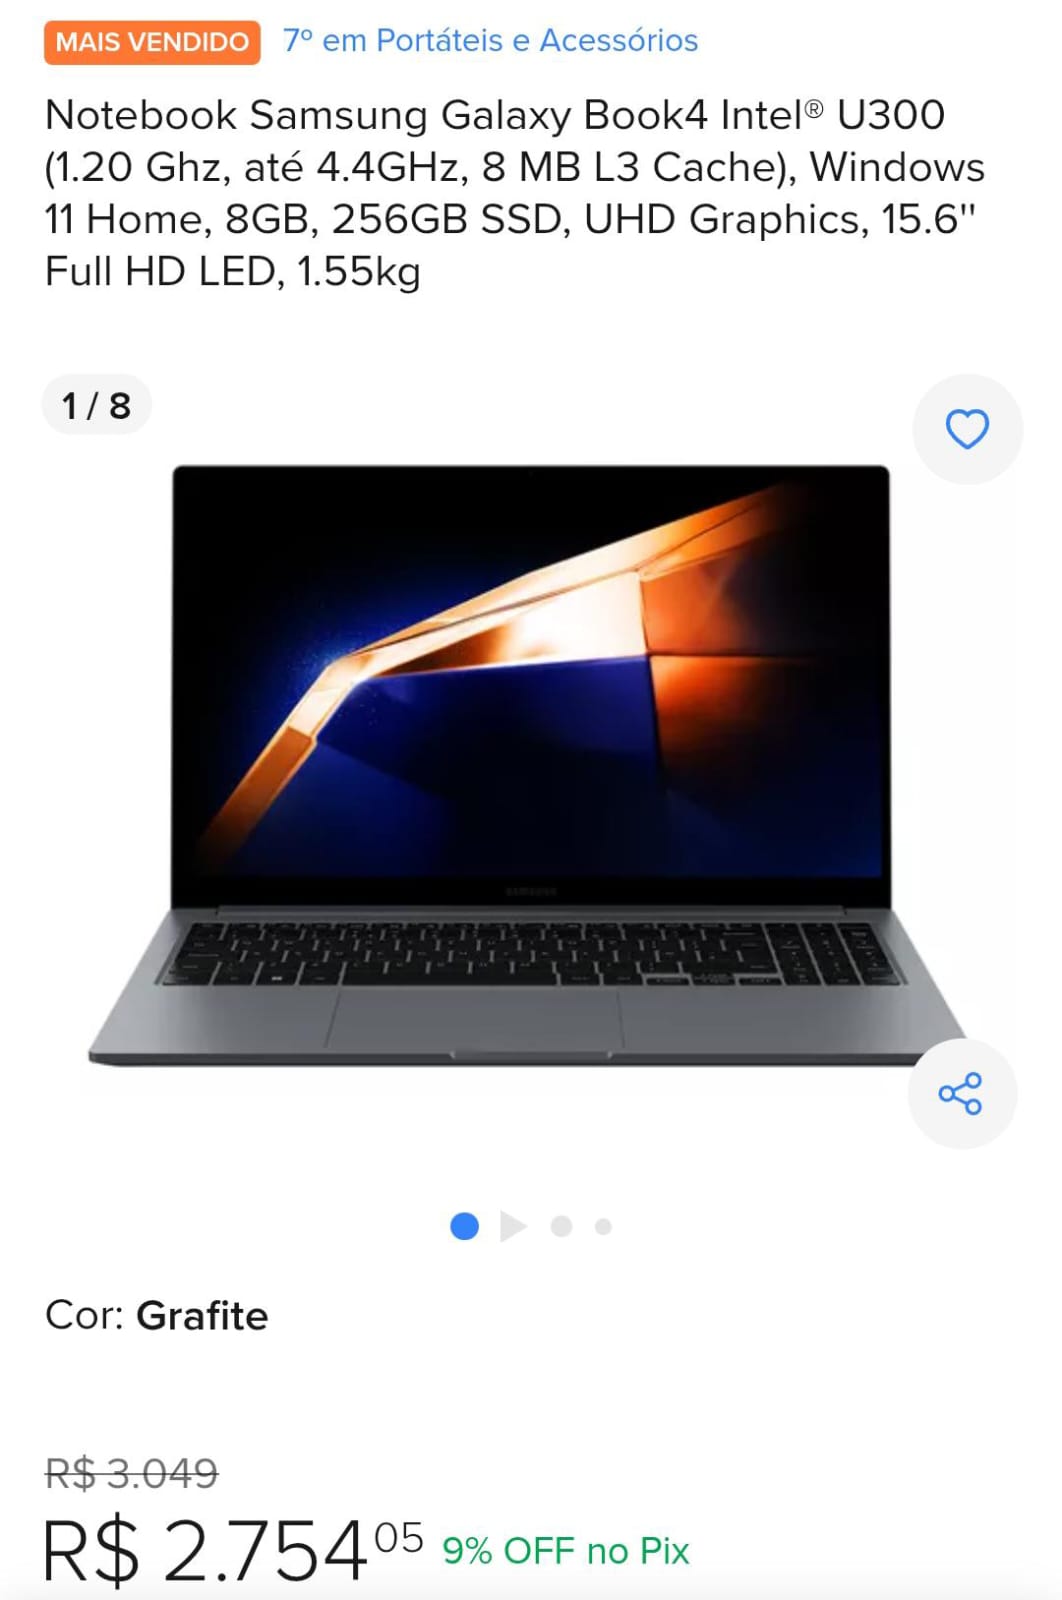 MAIS VENDIDO 7º em Portáteis e Acessórios
Notebook Samsung Galaxy Book4 Intel® U300
(1.20 Ghz, até 4.4GHz, 8 MB L3 Cache), Windows
11 Home, 8GB, 256GB SSD, UHD Graphics, 15.6''
Full HD LED, 1.55kg
1 / 8
SAMSUNG
Cor: Grafite
R$ 3.049
R$ 2.754 05 9% OFF no Pix